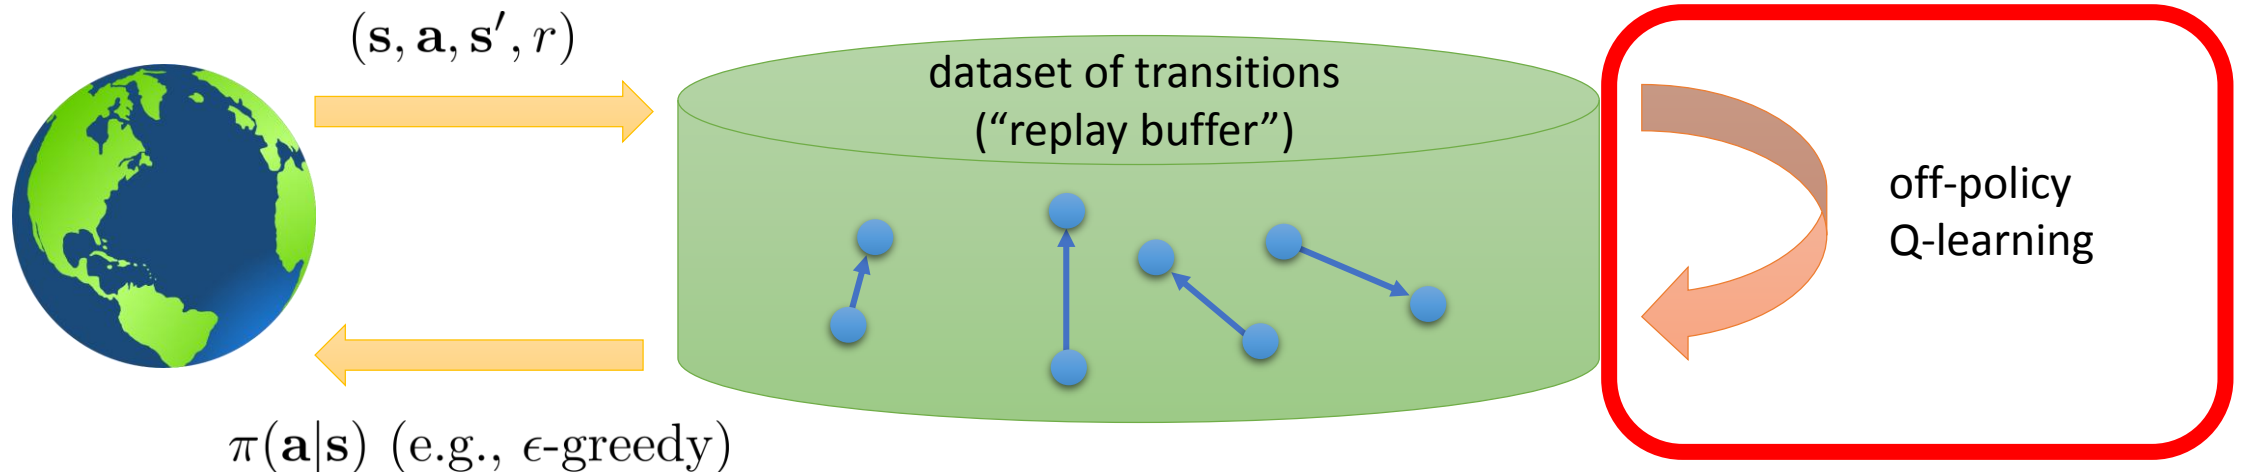 (s, a, s′, r)
dataset of transitions
(“replay buffer”)
off-policy
Q-learning
π(a|s) (e.g., ϵ-greedy)